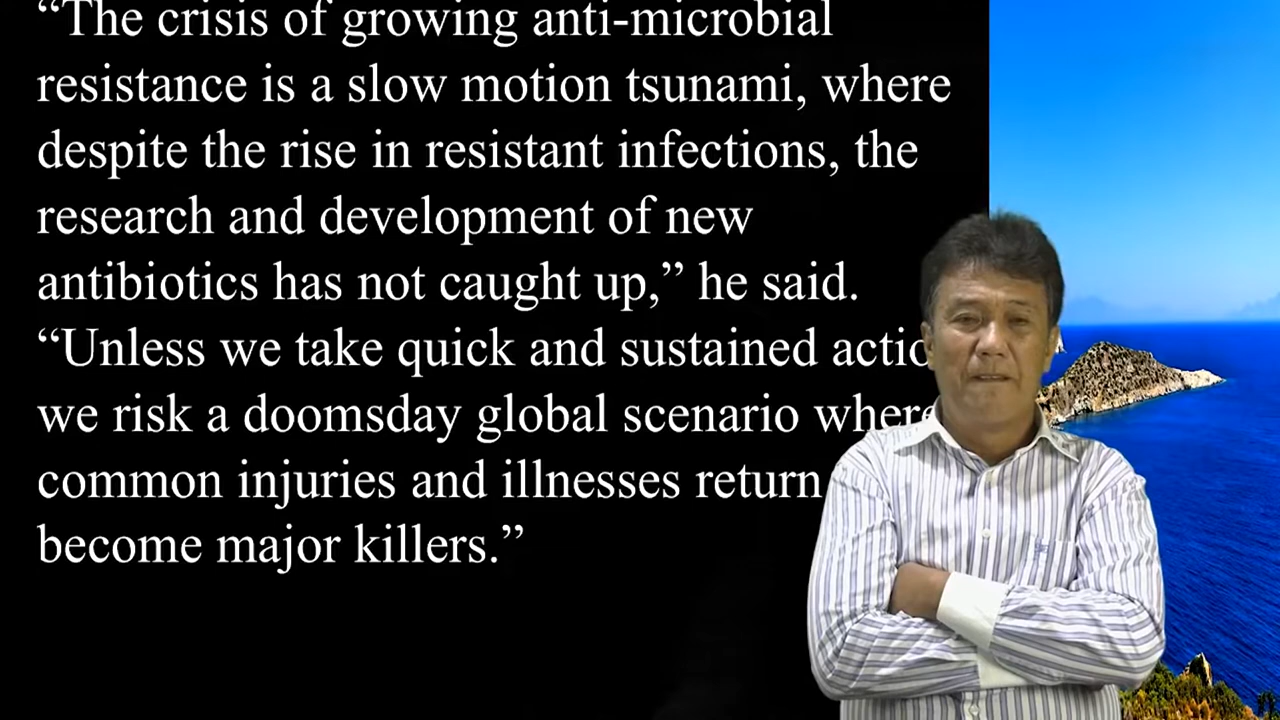 “The crisis of growing anti-microbial
resistance is a slow motion tsunami, where
despite the rise in resistant infections, the
research and development of new
antibiotics has not caught up,” he said.
“Unless we take quick and sustained actio
we risk a doomsday global scenario where
common injuries and illnesses return
become major killers.”